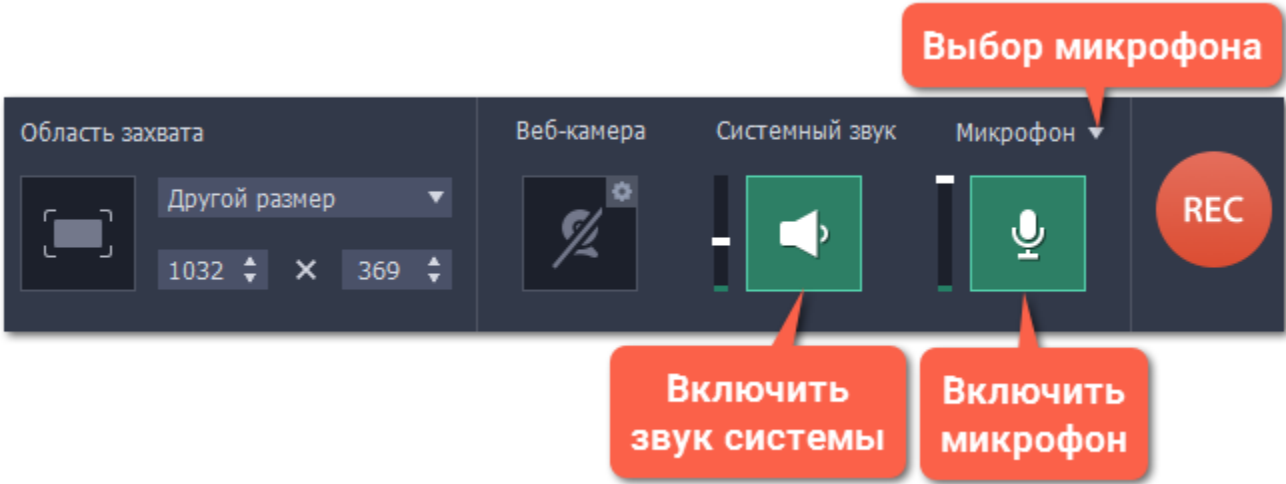 Выбор микрофона
Область захвата
Веб-камера
Системный звук
Микрофон
Другой размер
1032 × 369
REC
Включить
звук системы
Включить
микрофон